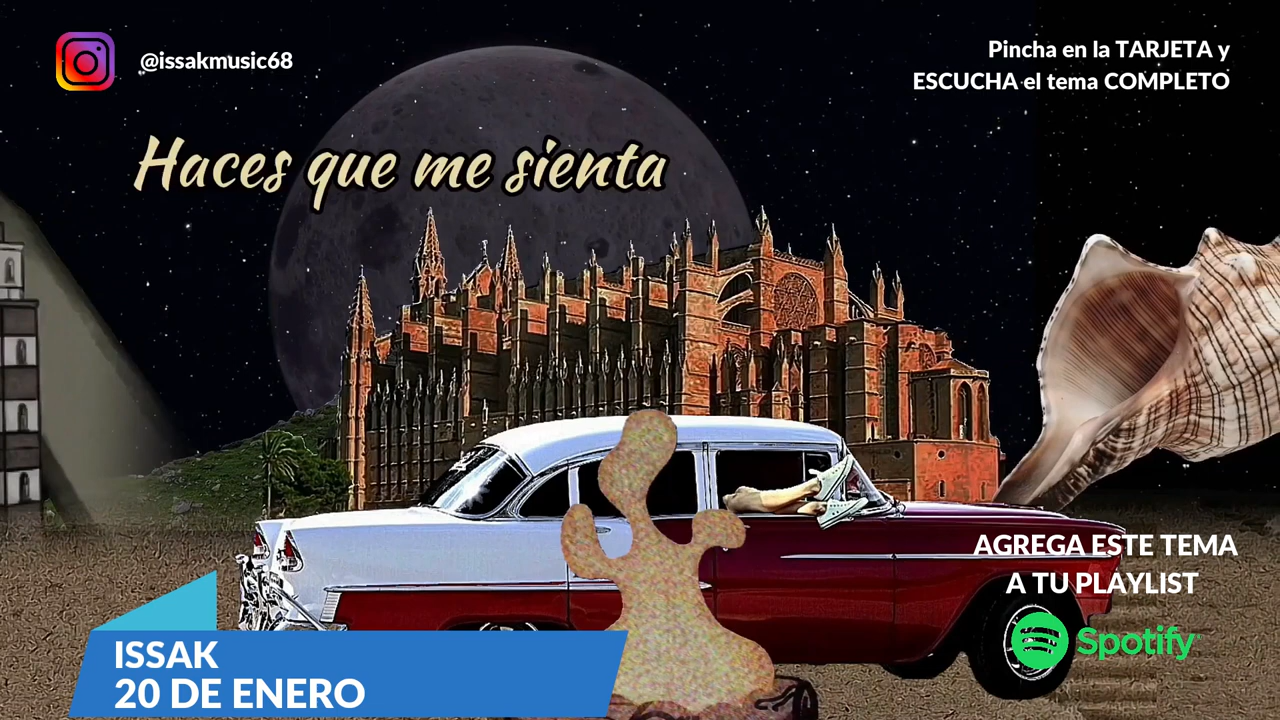 @issakmusic68
Pincha en la TARJETA y
ESCUCHA el tema COMPLETO
Haces que me sienta
AGREGA ESTE TEMA
A TU PLAYLIST
Spotify
ISSAK
20 DE ENERO